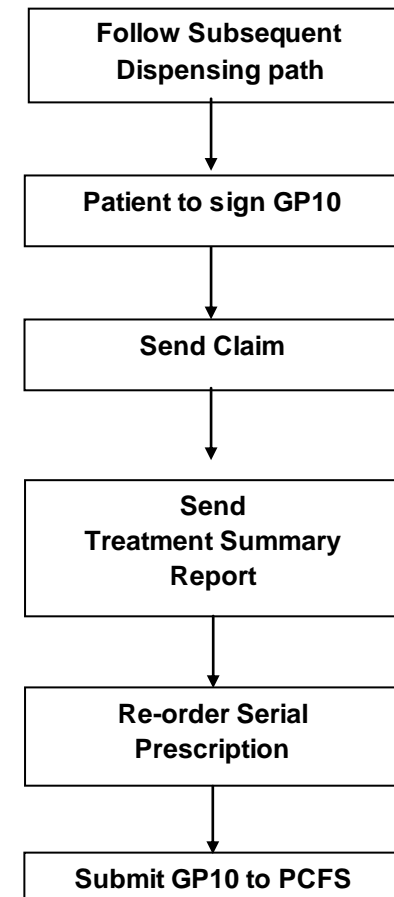 Follow Subsequent
Dispensing path
Patient to sign GP10
Send Claim
Send
Treatment Summary
Report
Re-order Serial
Prescription
Submit GP10 to PCFS